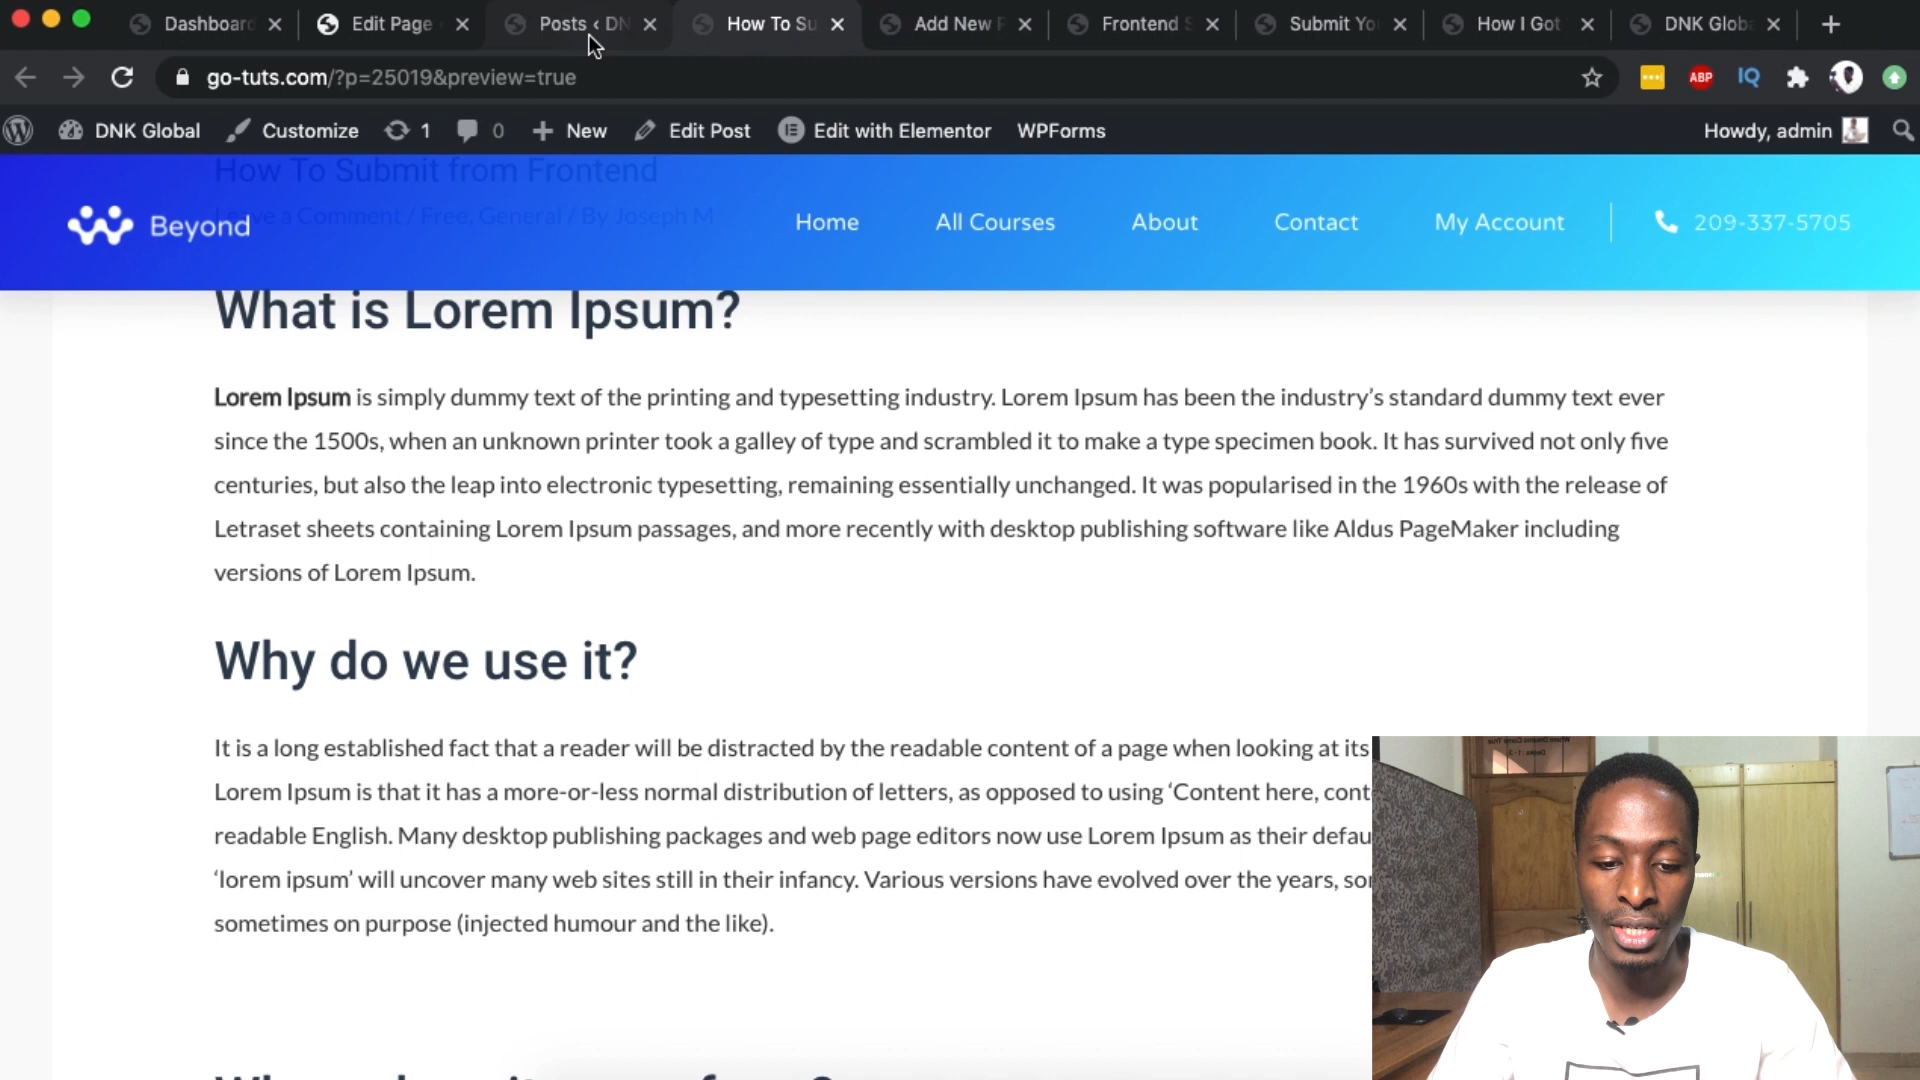 Dashboard
Edit Page
Posts ‹ DN
How To Su
Add New P
Frontend S
Submit Yo
How I Got
DNK Globa
go-tuts.com/?p=25019&preview=true
ABP
IQ
DNK Global
Customize
1
0
New
Edit Post
Edit with Elementor
WPForms
Howdy, admin
How To Submit from Frontend
Leave a Comment / Free, General / By Joseph M
Beyond
Home
All Courses
About
Contact
My Account
209-337-5705
What is Lorem Ipsum?
Lorem Ipsum is simply dummy text of the printing and typesetting industry. Lorem Ipsum has been the industry’s standard dummy text ever
since the 1500s, when an unknown printer took a galley of type and scrambled it to make a type specimen book. It has survived not only five
centuries, but also the leap into electronic typesetting, remaining essentially unchanged. It was popularised in the 1960s with the release of
Letraset sheets containing Lorem Ipsum passages, and more recently with desktop publishing software like Aldus PageMaker including
versions of Lorem Ipsum.
Why do we use it?
It is a long established fact that a reader will be distracted by the readable content of a page when looking at its
Lorem Ipsum is that it has a more-or-less normal distribution of letters, as opposed to using ‘Content here, cont
readable English. Many desktop publishing packages and web page editors now use Lorem Ipsum as their defau
‘lorem ipsum’ will uncover many web sites still in their infancy. Various versions have evolved over the years, so
sometimes on purpose (injected humour and the like).